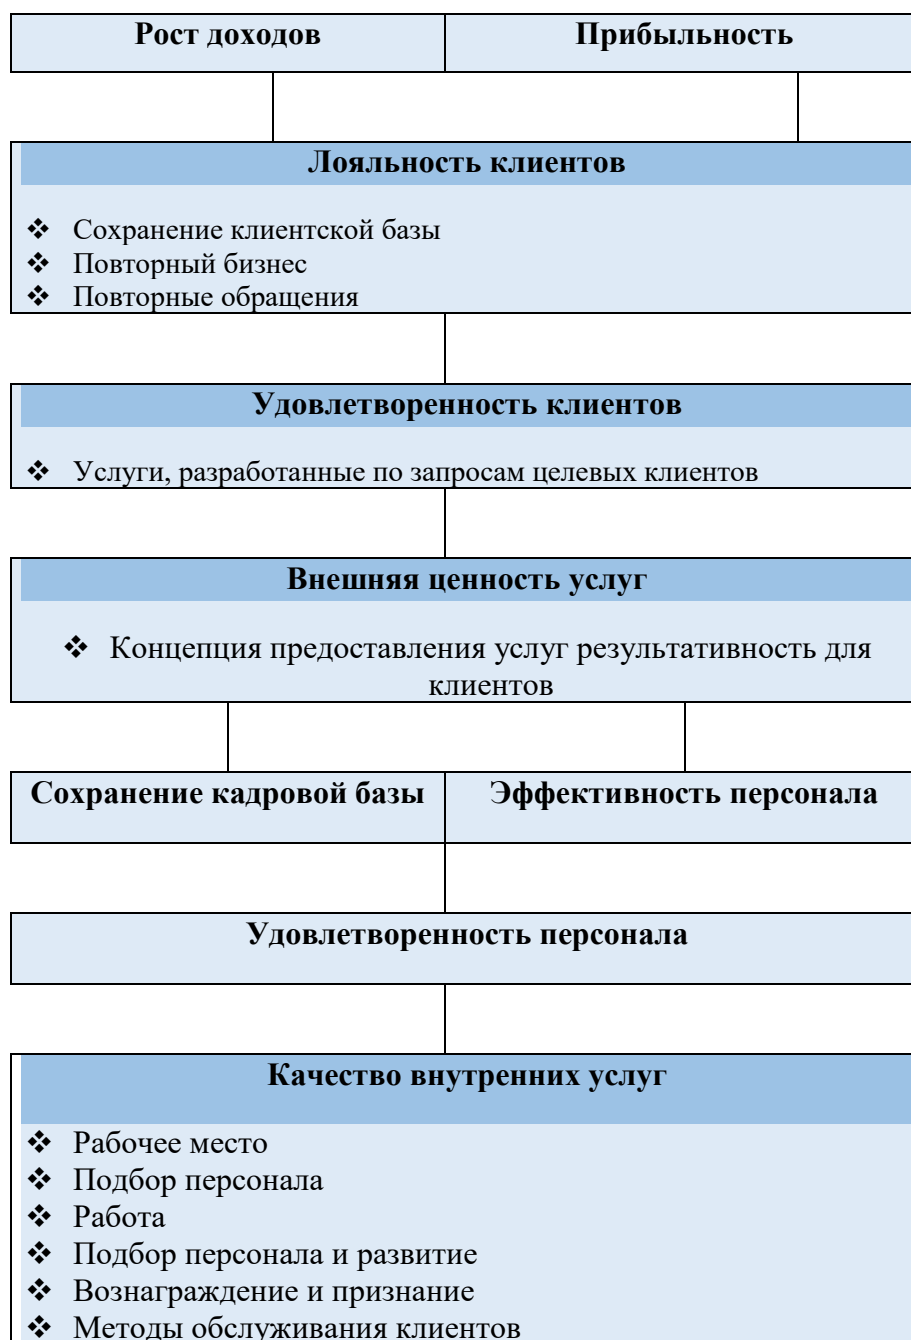 Рост доходов
Прибыльность
Лояльность клиентов
❖ Сохранение клиентской базы
❖ Повторный бизнес
❖ Повторные обращения
Удовлетворенность клиентов
❖ Услуги, разработанные по запросам целевых клиентов
Внешняя ценность услуг
❖ Концепция предоставления услуг результативность для
клиентов
Сохранение кадровой базы
Эффективность персонала
Удовлетворенность персонала
Качество внутренних услуг
❖ Рабочее место
❖ Подбор персонала
❖ Работа
❖ Подбор персонала и развитие
❖ Вознаграждение и признание
❖ Методы обслуживания клиентов